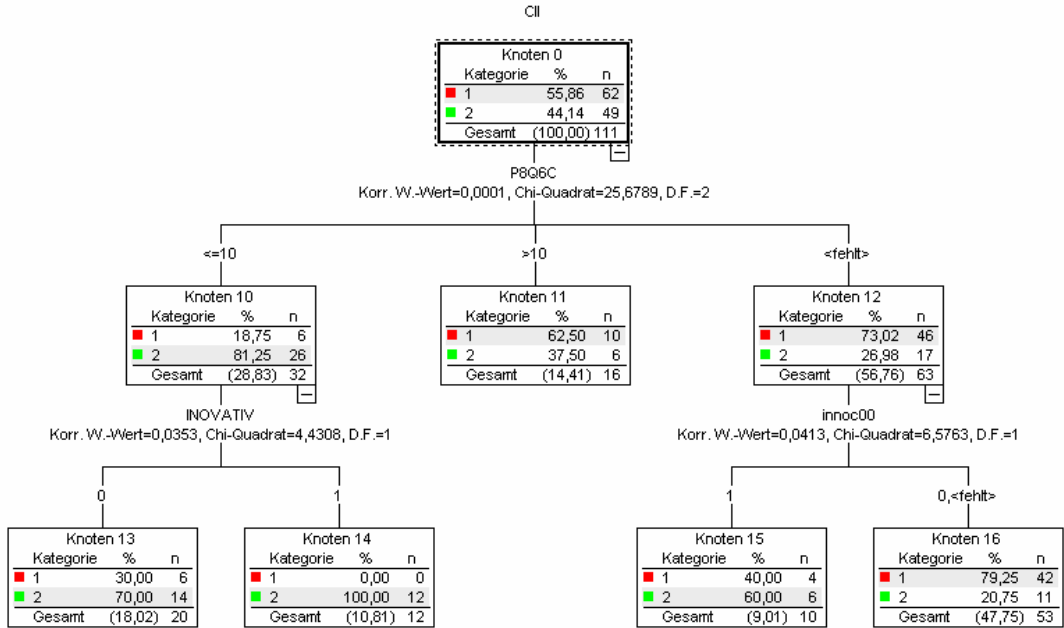 CII
Knoten 0
Kategorie % n
1 55,86 62
2 44,14 49
Gesamt (100,00) 111
P8Q6C
Korr. W.-Wert=0,0001, Chi-Quadrat=25,6789, D.F.=2
<=10
>10
<fehlt>
Knoten 10
Kategorie % n
1 18,75 6
2 81,25 26
Gesamt (28,83) 32
Knoten 11
Kategorie % n
1 62,50 10
2 37,50 6
Gesamt (14,41) 16
Knoten 12
Kategorie % n
1 73,02 46
2 26,98 17
Gesamt (56,76) 63
INOVATIV
Korr. W.-Wert=0,0353, Chi-Quadrat=4,4308, D.F.=1
innoc00
Korr. W.-Wert=0,0413, Chi-Quadrat=6,5763, D.F.=1
0
1
1
0,<fehlt>
Knoten 13
Kategorie % n
1 30,00 6
2 70,00 14
Gesamt (18,02) 20
Knoten 14
Kategorie % n
1 0,00 0
2 100,00 12
Gesamt (10,81) 12
Knoten 15
Kategorie % n
1 40,00 4
2 60,00 6
Gesamt (9,01) 10
Knoten 16
Kategorie % n
1 79,25 42
2 20,75 11
Gesamt (47,75) 53